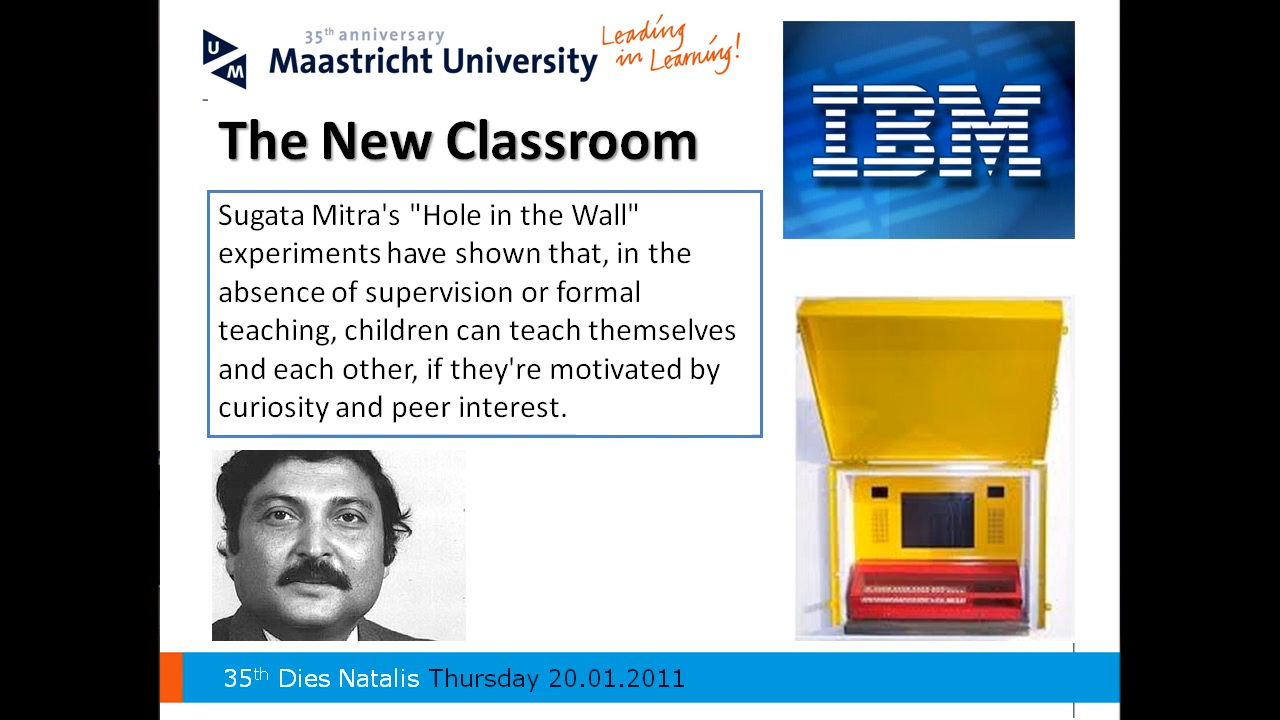 35th anniversary
UM
Maastricht University
Leading
in Learning!
IBM
The New Classroom
Sugata Mitra's "Hole in the Wall"
experiments have shown that, in the
absence of supervision or formal
teaching, children can teach themselves
and each other, if they're motivated by
curiosity and peer interest.
35th Dies Natalis Thursday 20.01.2011